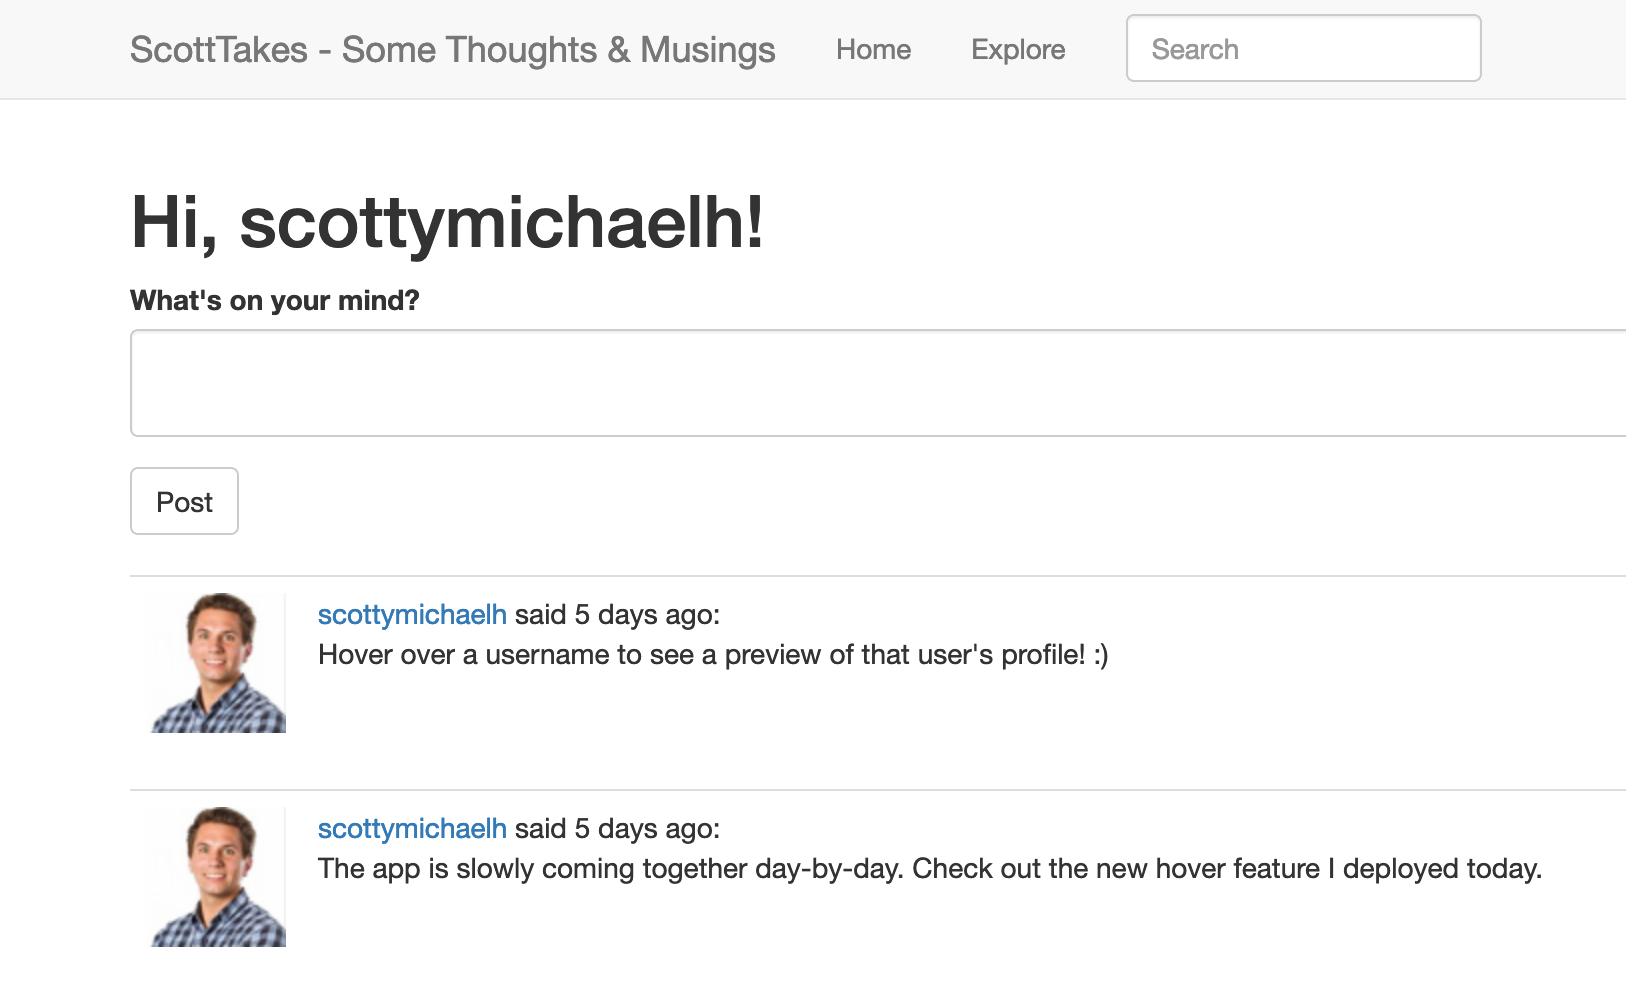 ScottTakes - Some Thoughts & Musings Home Explore Search
Hi, scottymichaelh!
What's on your mind?
Post
scottymichaelh said 5 days ago:
Hover over a username to see a preview of that user's profile! :)
scottymichaelh said 5 days ago:
The app is slowly coming together day-by-day. Check out the new hover feature I deployed today.